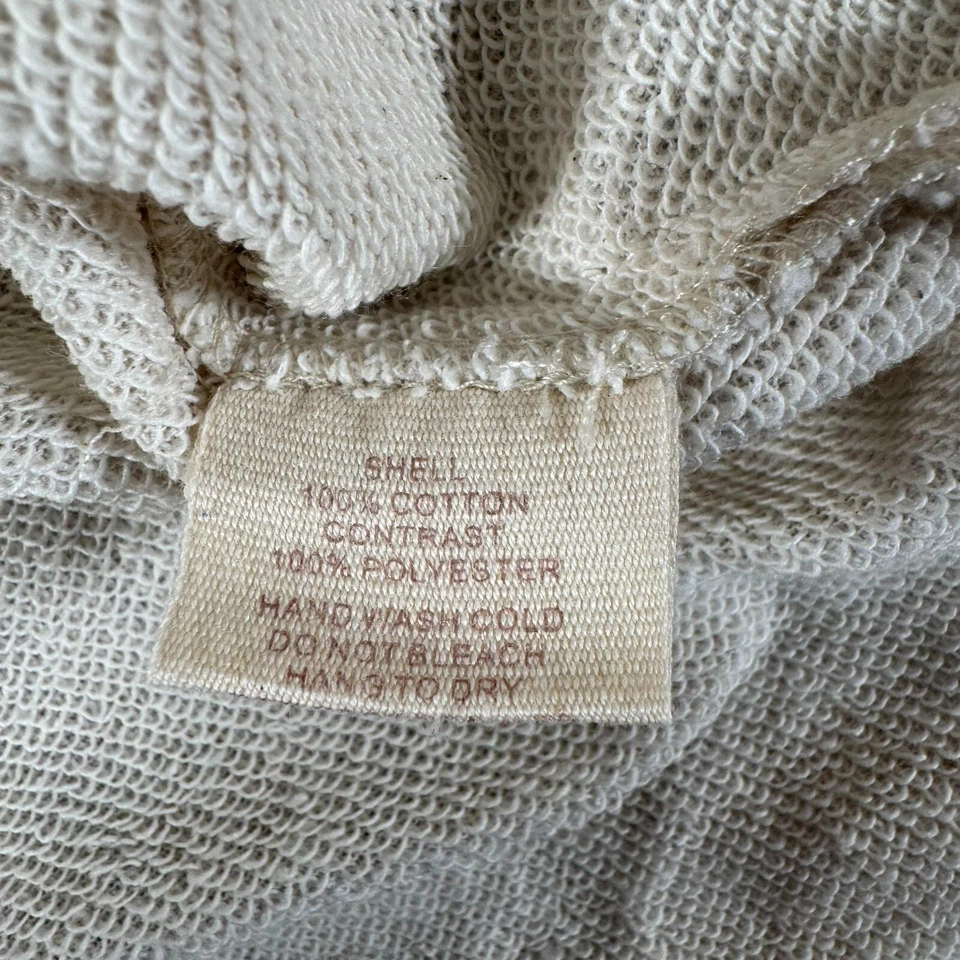 SHELL
100% COTTON
CONTRAST
100% POLYESTER
HAND WASH COLD
DO NOT BLEACH
HANG TO DRY